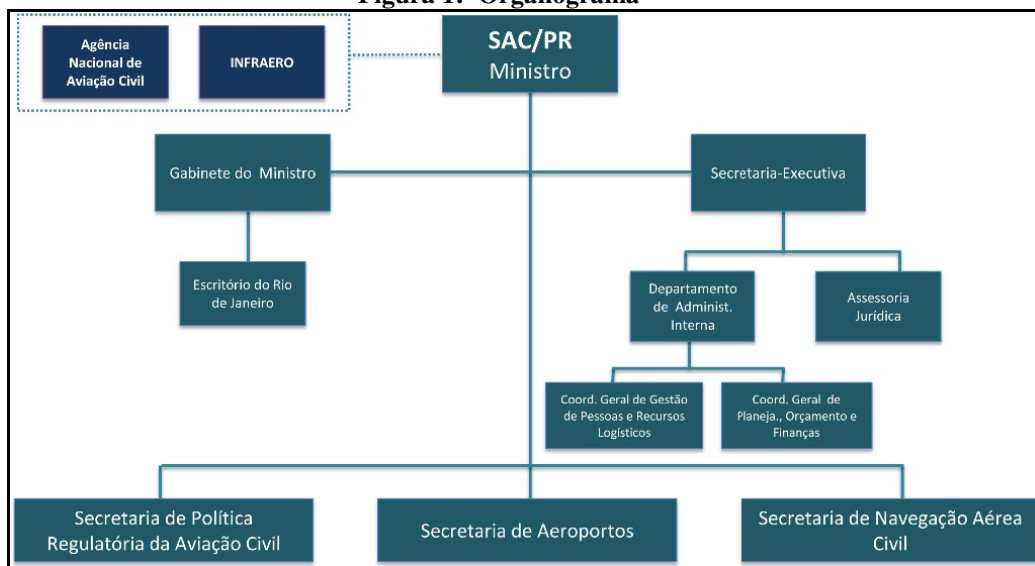 Figura 1: Organograma
Agência
Nacional de
Aviação Civil
INFRAERO
SAC/PR
Ministro
Gabinete do Ministro
Secretaria-Executiva
Escritório do Rio
de Janeiro
Departamento
de Administ.
Interna
Assessoria
Jurídica
Coord. Geral de Gestão
de Pessoas e Recursos
Logísticos
Coord. Geral de
Planeja., Orçamento e
Finanças
Secretaria de Política
Regulatória da Aviação Civil
Secretaria de Aeroportos
Secretaria de Navegação Aérea
Civil